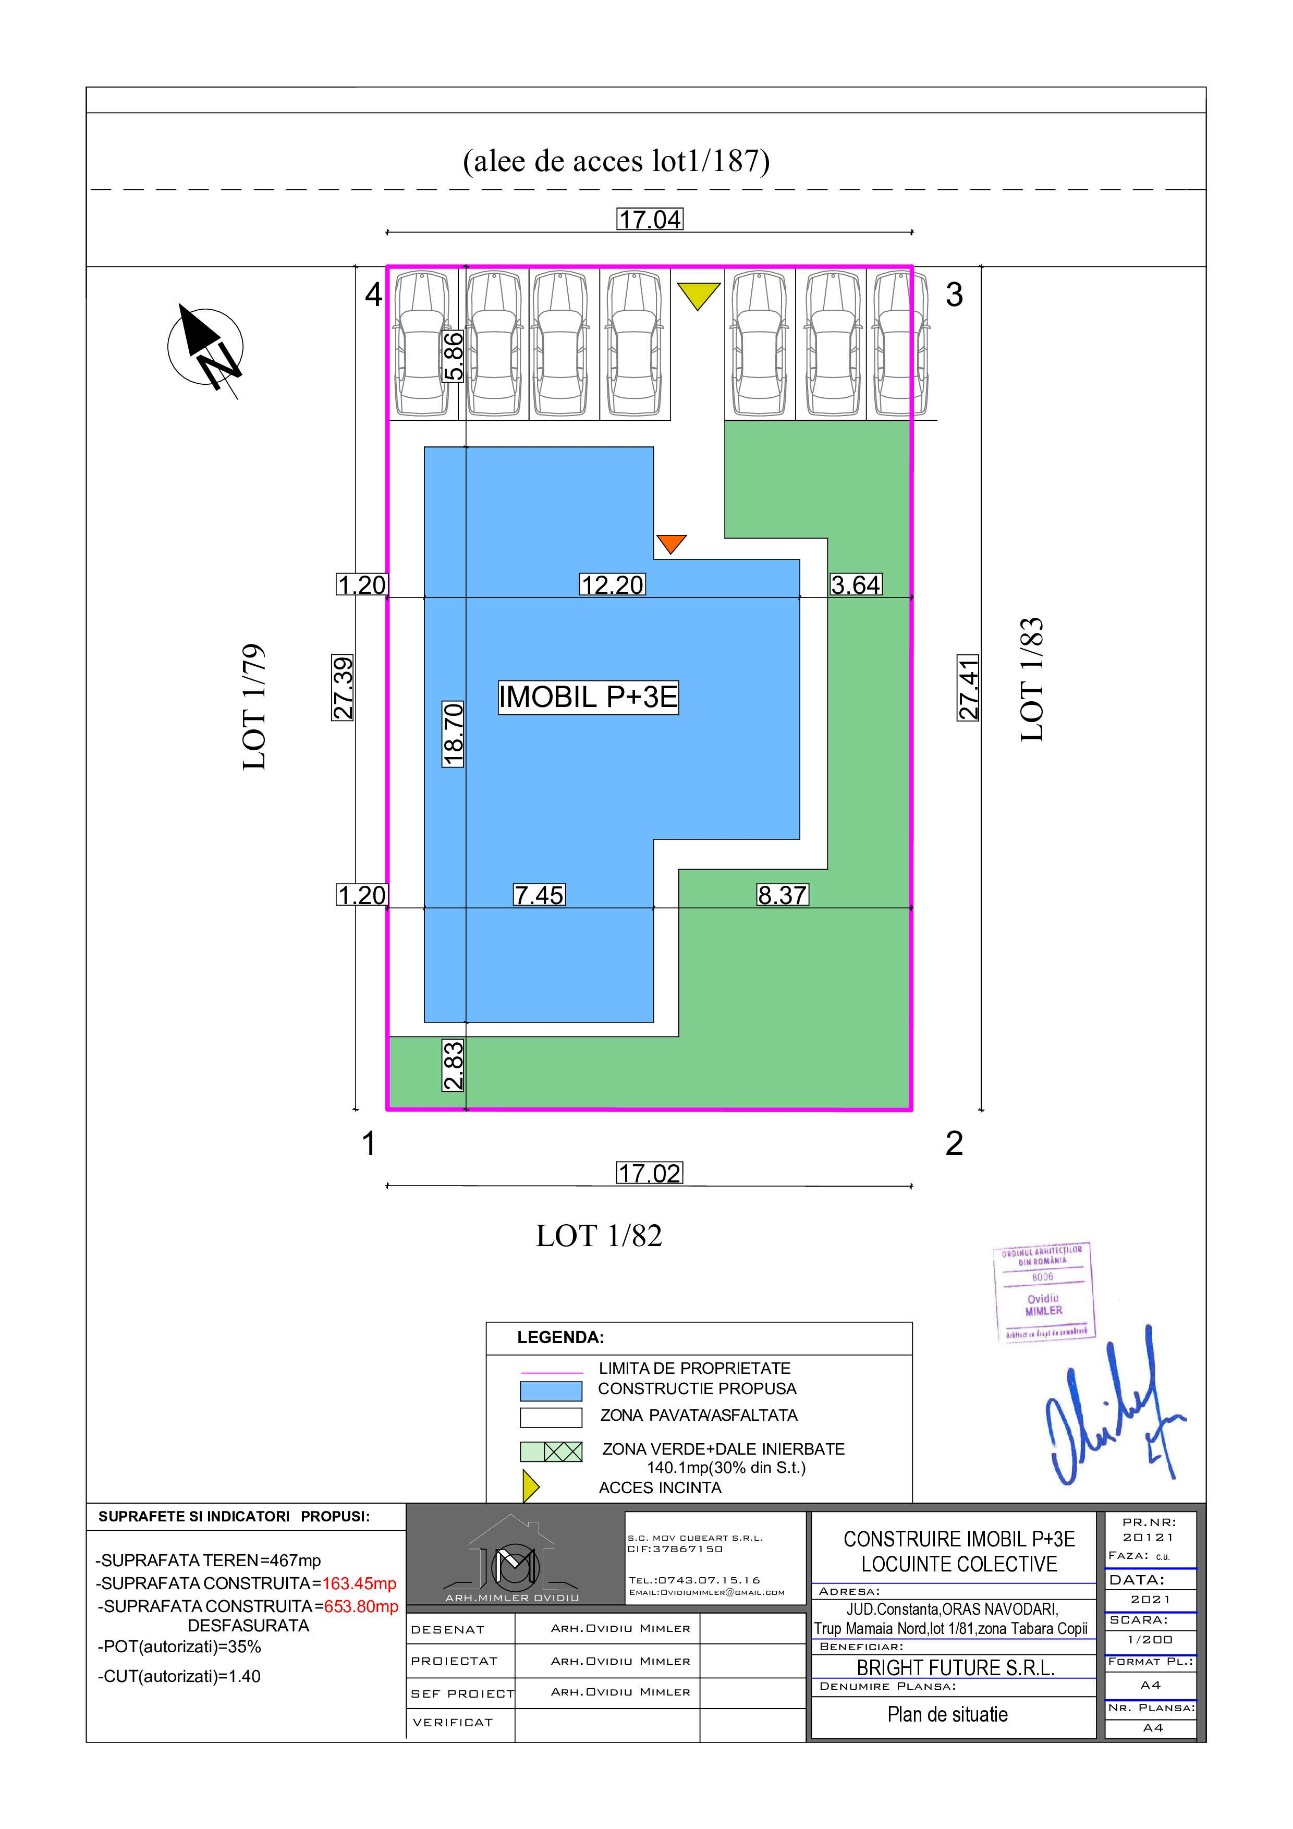 (alee de acces lot1/187)
17.04
4
3
5.86
N
1.20
12.20
3.64
LOT 1/79
27.39
IMOBIL P+3E
18.70
27.41
LOT 1/83
1.20
7.45
8.37
2.83
1
2
17.02
LOT 1/82
ORDINUL ARHITECȚILOR
DIN ROMÂNIA
8006
Ovidiu
MIMLER
Arhitect cu drept de semnătură
LEGENDA:
LIMITA DE PROPRIETATE
CONSTRUCTIE PROPUSA
ZONA PAVATA/ASFALTATA
ZONA VERDE+DALE INIERBATE
140.1mp(30% din S.t.)
ACCES INCINTA
SUPRAFETE SI INDICATORI PROPUSI:
-SUPRAFATA TEREN=467mp
-SUPRAFATA CONSTRUITA=163.45mp
-SUPRAFATA CONSTRUITA=653.80mp
DESFASURATA
-POT(autorizati)=35%
-CUT(autorizati)=1.40
ARH.MIMLER OVIDIU
S.C. MOV CUBEART S.R.L.
CIF:37867150
TEL.:0743.07.15.16
EMAIL:OVIDIUMIMLER@GMAIL.COM
DESENAT ARH.OVIDIU MIMLER
PROIECTAT ARH.OVIDIU MIMLER
SEF PROIECT ARH.OVIDIU MIMLER
VERIFICAT
CONSTRUIRE IMOBIL P+3E
LOCUINTE COLECTIVE
ADRESA:
JUD.Constanta,ORAS NAVODARI,
Trup Mamaia Nord,lot 1/81,zona Tabara Copii
BENEFICIAR:
BRIGHT FUTURE S.R.L.
DENUMIRE PLANSA:
Plan de situatie
PR.NR:
20121
FAZA: C.U.
DATA:
2021
SCARA:
1/200
FORMAT PL.:
A4
NR. PLANSA:
A4